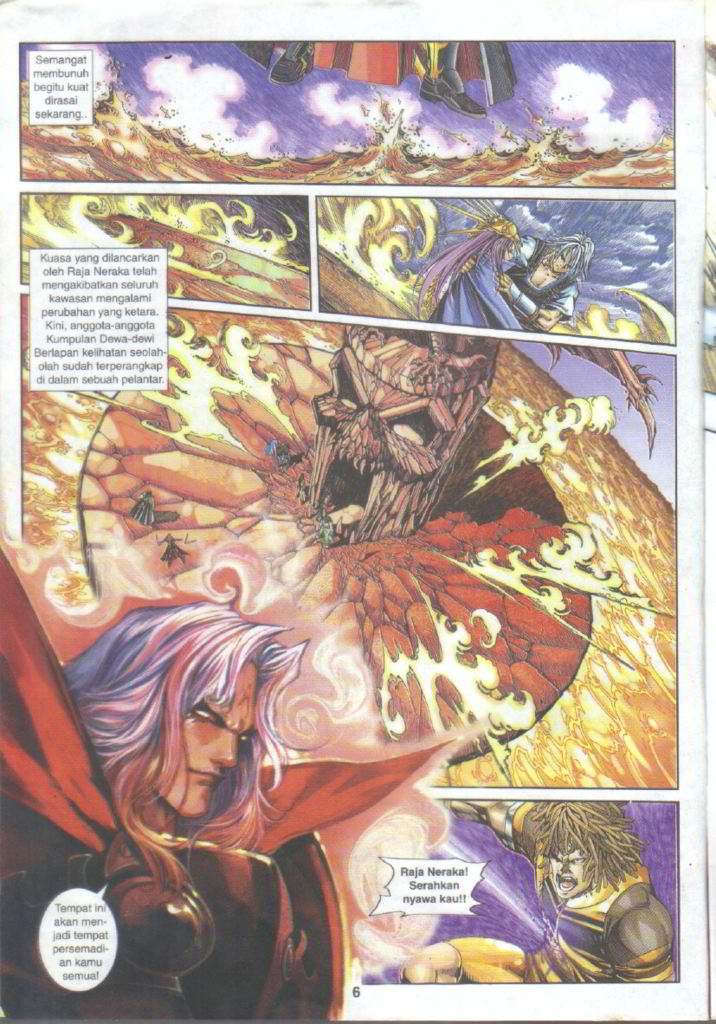 Semangat
membunuh
begitu kuat
dirasai
sekarang..
Kuasa yang dilancarkan
oleh Raja Neraka telah
mengakibatkan seluruh
kawasan mengalami
perubahan yang ketara.
Kini, anggota-anggota
Kumpulan Dewa-dewi
Berlapan kelihatan seolah-
olah sudah terperangkap
di dalam sebuah pelantar.
Tempat ini
akan men-
jadi tempat
persemadi-
an kamu
semua!
Raja Neraka!
Serahkan
nyawa kau!!
6